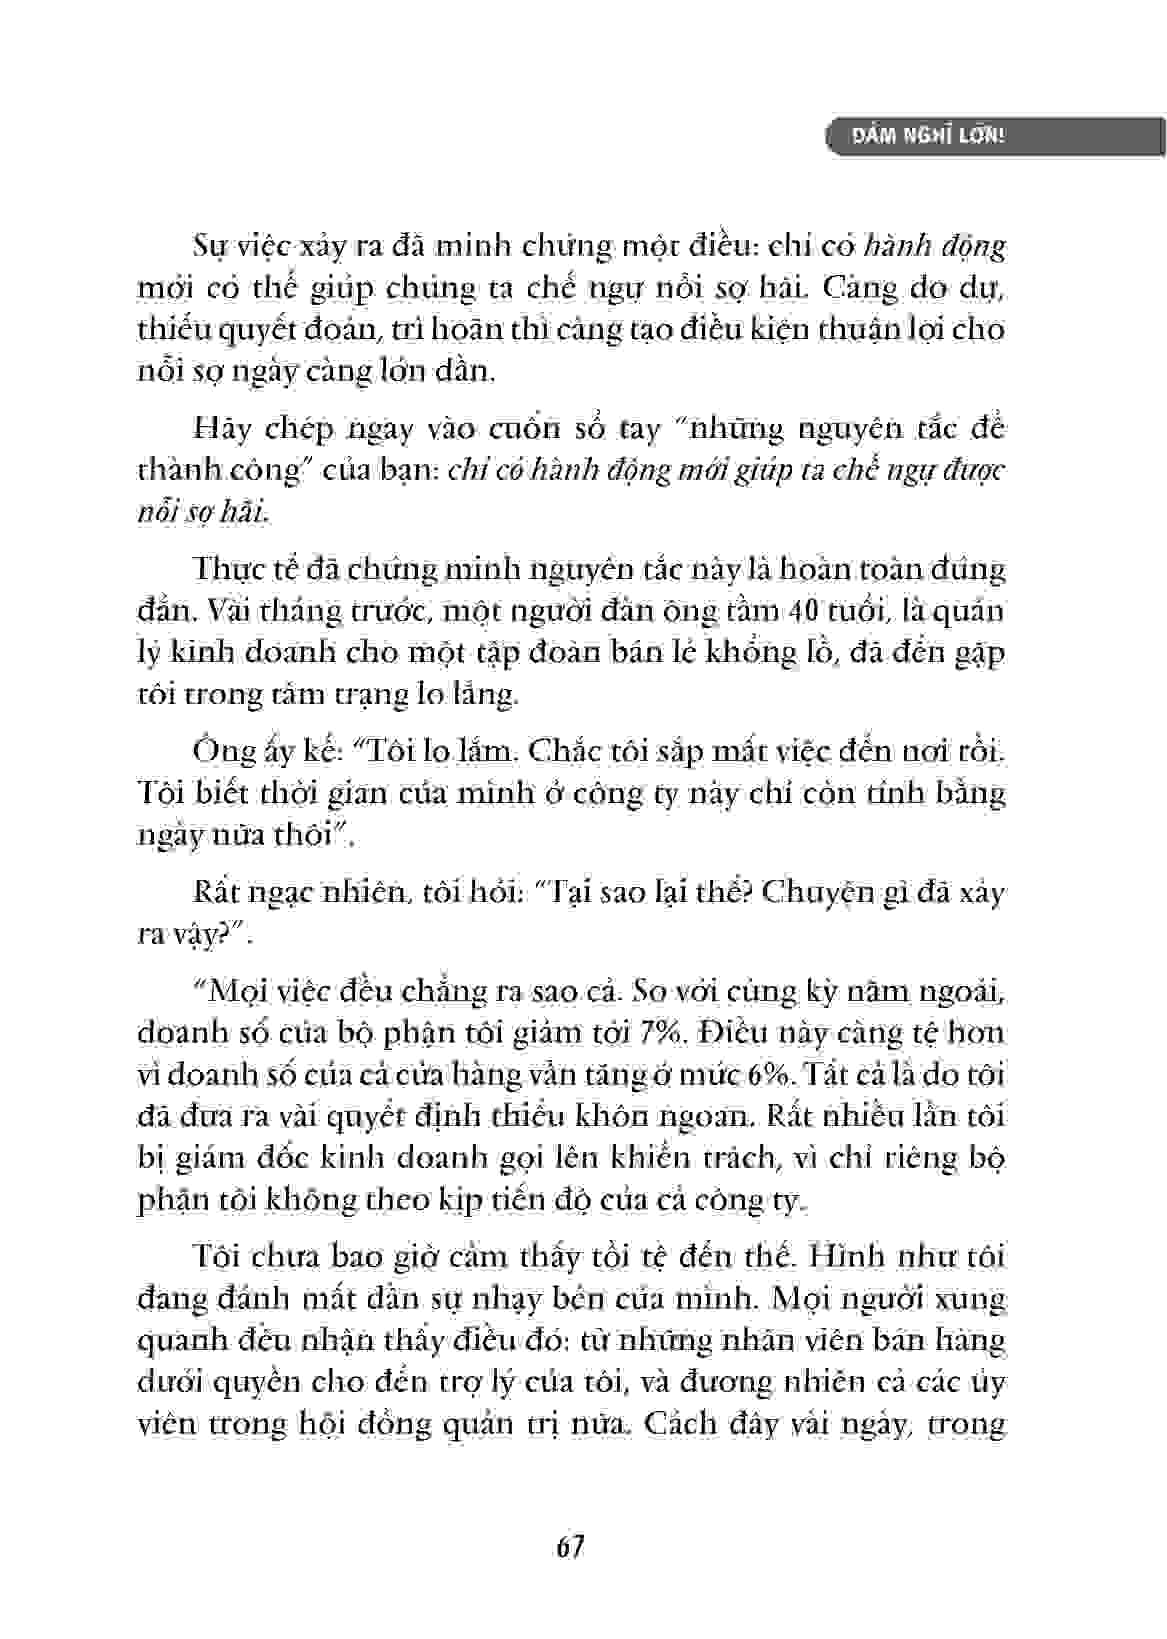 DÁM NGHĨ LỚN!
Sự việc xảy ra đã minh chứng một điều: chỉ có hành động
mới có thể giúp chúng ta chế ngự nỗi sợ hãi. Càng do dự,
thiếu quyết đoán, trì hoãn thì càng tạo điều kiện thuận lợi cho
nỗi sợ ngày càng lớn dần.
Hãy chép ngay vào cuốn sổ tay “những nguyên tắc để
thành công” của bạn: chỉ có hành động mới giúp ta chế ngự được
nỗi sợ hãi.
Thực tế đã chứng minh nguyên tắc này là hoàn toàn đúng
đắn. Vài tháng trước, một người đàn ông tầm 40 tuổi, là quản
lý kinh doanh cho một tập đoàn bán lẻ khổng lồ, đã đến gặp
tôi trong tâm trạng lo lắng.
Ông ấy kể: “Tôi lo lắm. Chắc tôi sắp mất việc đến nơi rồi.
Tôi biết thời gian của mình ở công ty này chỉ còn tính bằng
ngày nữa thôi”.
Rất ngạc nhiên, tôi hỏi: “Tại sao lại thế? Chuyện gì đã xảy
ra vậy?”.
“Mọi việc đều chẳng ra sao cả. So với cùng kỳ năm ngoái,
doanh số của bộ phận tôi giảm tới 7%. Điều này càng tệ hơn
vì doanh số của cả cửa hàng vẫn tăng ở mức 6%. Tất cả là do tôi
đã đưa ra vài quyết định thiếu khôn ngoan. Rất nhiều lần tôi
bị giám đốc kinh doanh gọi lên khiển trách, vì chỉ riêng bộ
phận tôi không theo kịp tiến độ của cả công ty.
Tôi chưa bao giờ cảm thấy tồi tệ đến thế. Hình như tôi
đang đánh mất dần sự nhạy bén của mình. Mọi người xung
quanh đều nhận thấy điều đó: từ những nhân viên bán hàng
dưới quyền cho đến trợ lý của tôi, và đương nhiên cả các ủy
viên trong hội đồng quản trị nữa. Cách đây vài ngày, trong
67